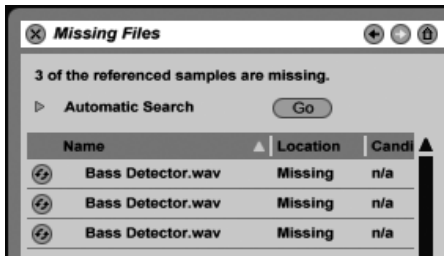 Missing Files
3 of the referenced samples are missing.
Automatic Search Go
Name Location Candi
Bass Detector.wav Missing n/a
Bass Detector.wav Missing n/a
Bass Detector.wav Missing n/a